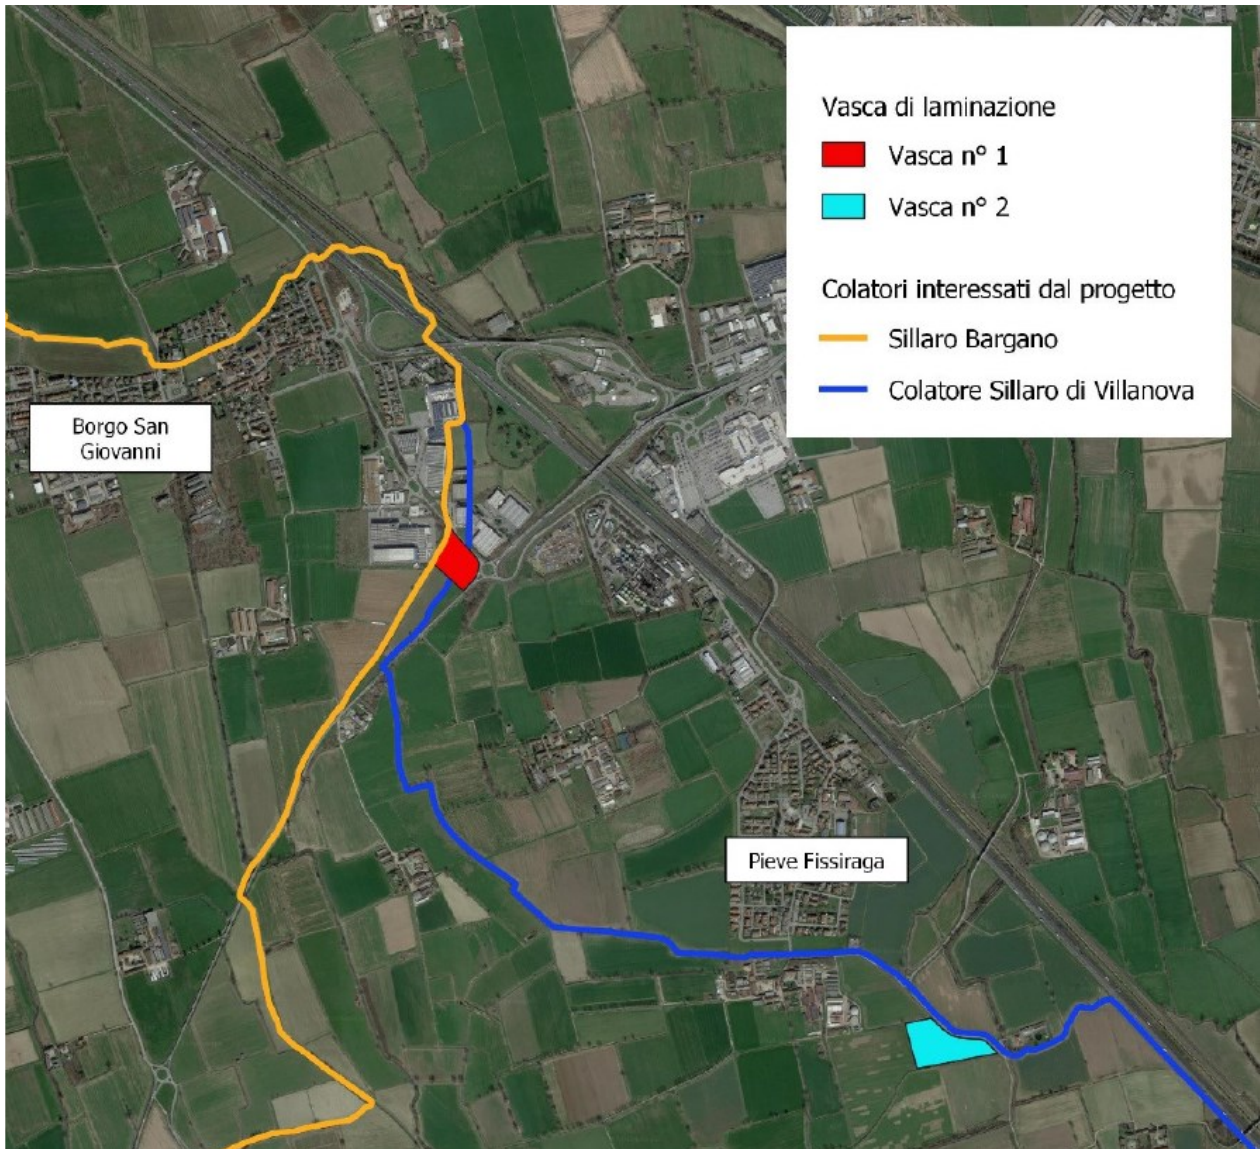 Vasca di laminazione
Vasca n° 1
Vasca n° 2
Colatori interessati dal progetto
Sillaro Bargano
Colatore Sillaro di Villanova
Borgo San
Giovanni
Pieve Fissiraga